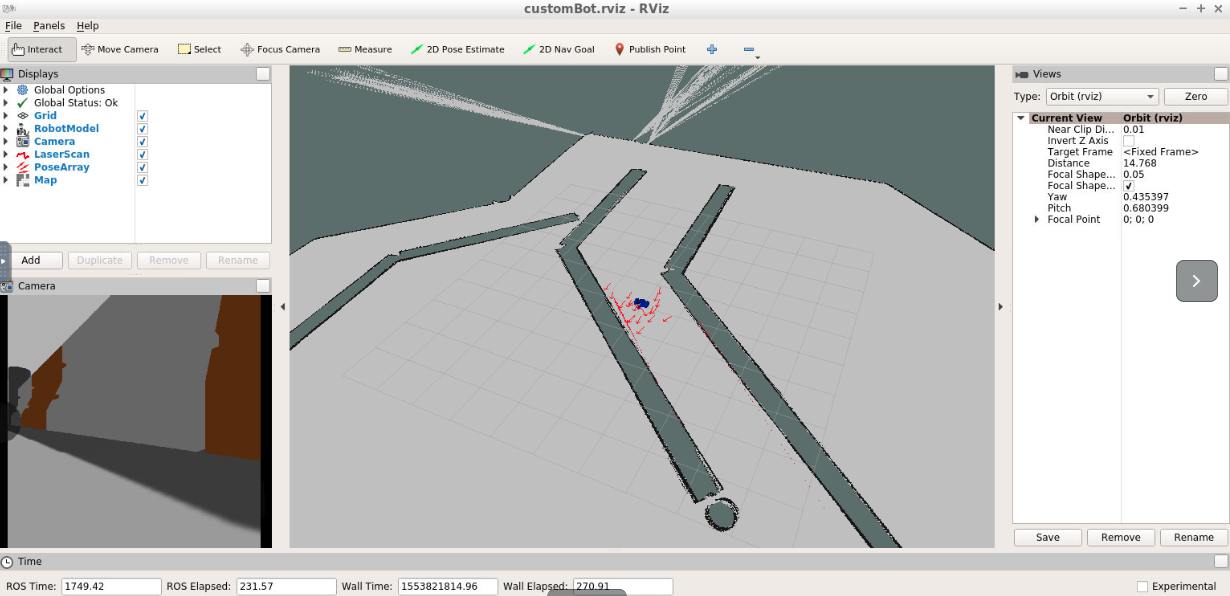 customBot.rviz - RViz
File Panels Help
Interact Move Camera Select Focus Camera Measure 2D Pose Estimate 2D Nav Goal Publish Point
Displays
Global Options
Global Status: Ok
Grid
RobotModel
Camera
LaserScan
PoseArray
Map
Add Duplicate Remove Rename
Camera
Views
Type: Orbit (rviz) Zero
Current View Orbit (rviz)
Near Clip Di... 0.01
Invert Z Axis
Target Frame <Fixed Frame>
Distance 14.768
Focal Shape... 0.05
Focal Shape...
Yaw 0.435397
Pitch 0.680399
Focal Point 0; 0; 0
Save Remove Rename
Time
ROS Time: 1749.42 ROS Elapsed: 231.57 Wall Time: 1553821814.96 Wall Elapsed: 270.91 Experimental